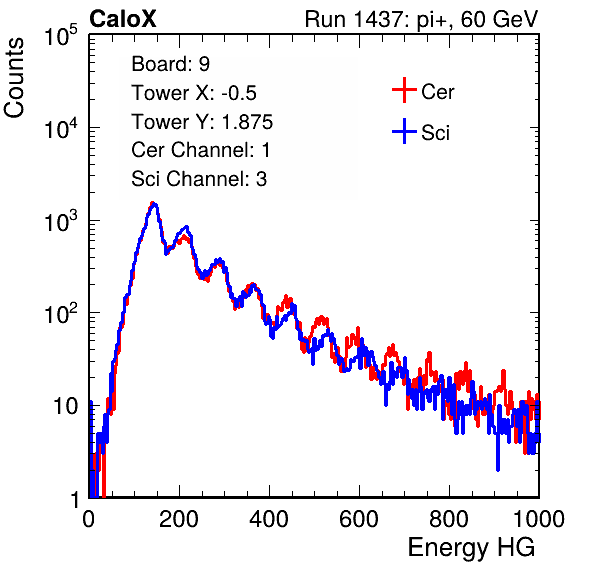 CaloX Run 1437: pi+, 60 GeV
Counts
Board: 9
Tower X: -0.5
Tower Y: 1.875
Cer Channel: 1
Sci Channel: 3
Cer
Sci
10^5
10^4
10^3
10^2
10
1
0 200 400 600 800 1000
Energy HG